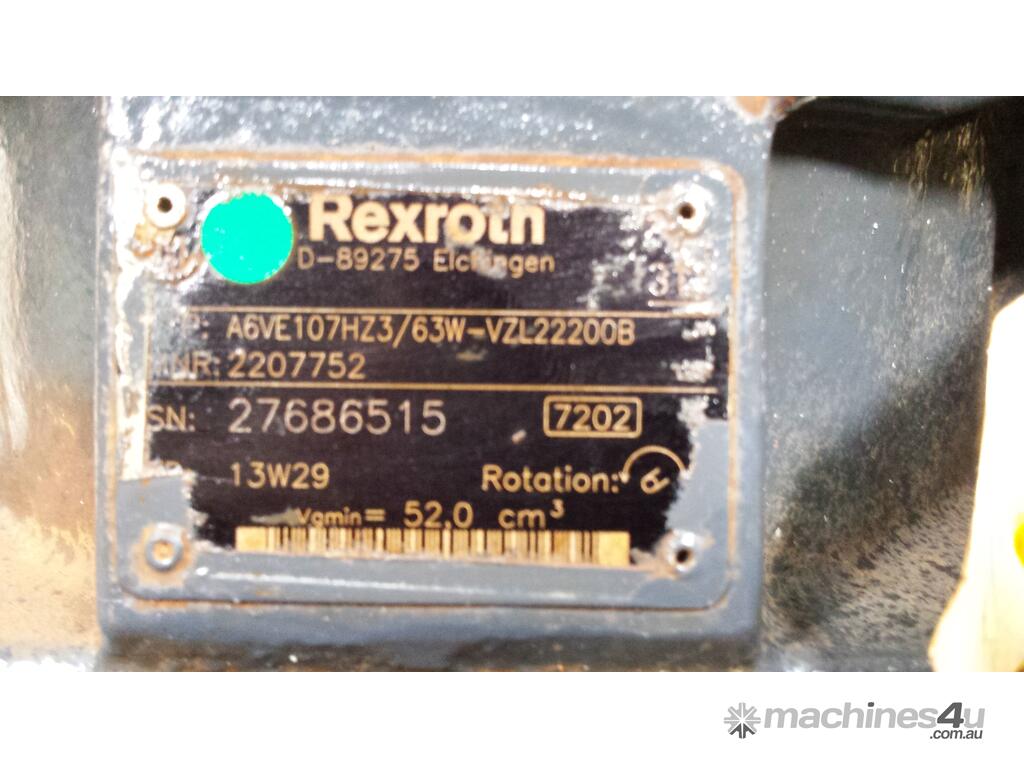 Rexroth
D-89275 Elchingen
A6VE107HZ3/63W-VZL22200B
MNR: 2207752
SN: 27686515 7202
13W29 Rotation:
Vgmin= 52,0 cm³
machines4u
.com.au